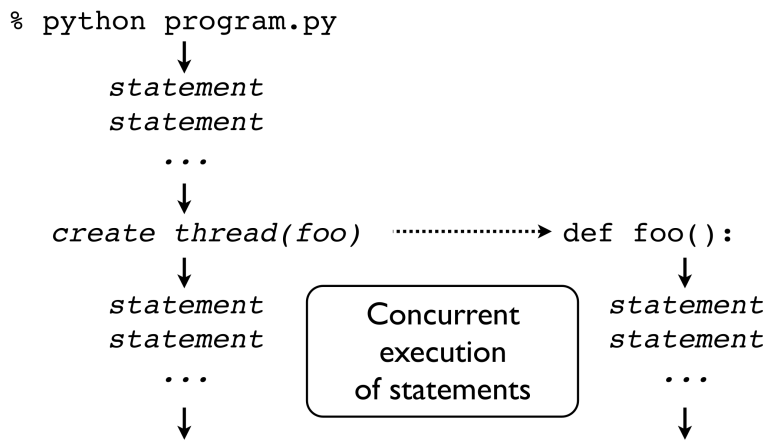 % python program.py
statement
statement
...
create thread(foo)
def foo():
statement
statement
...
Concurrent
execution
of statements
statement
statement
...